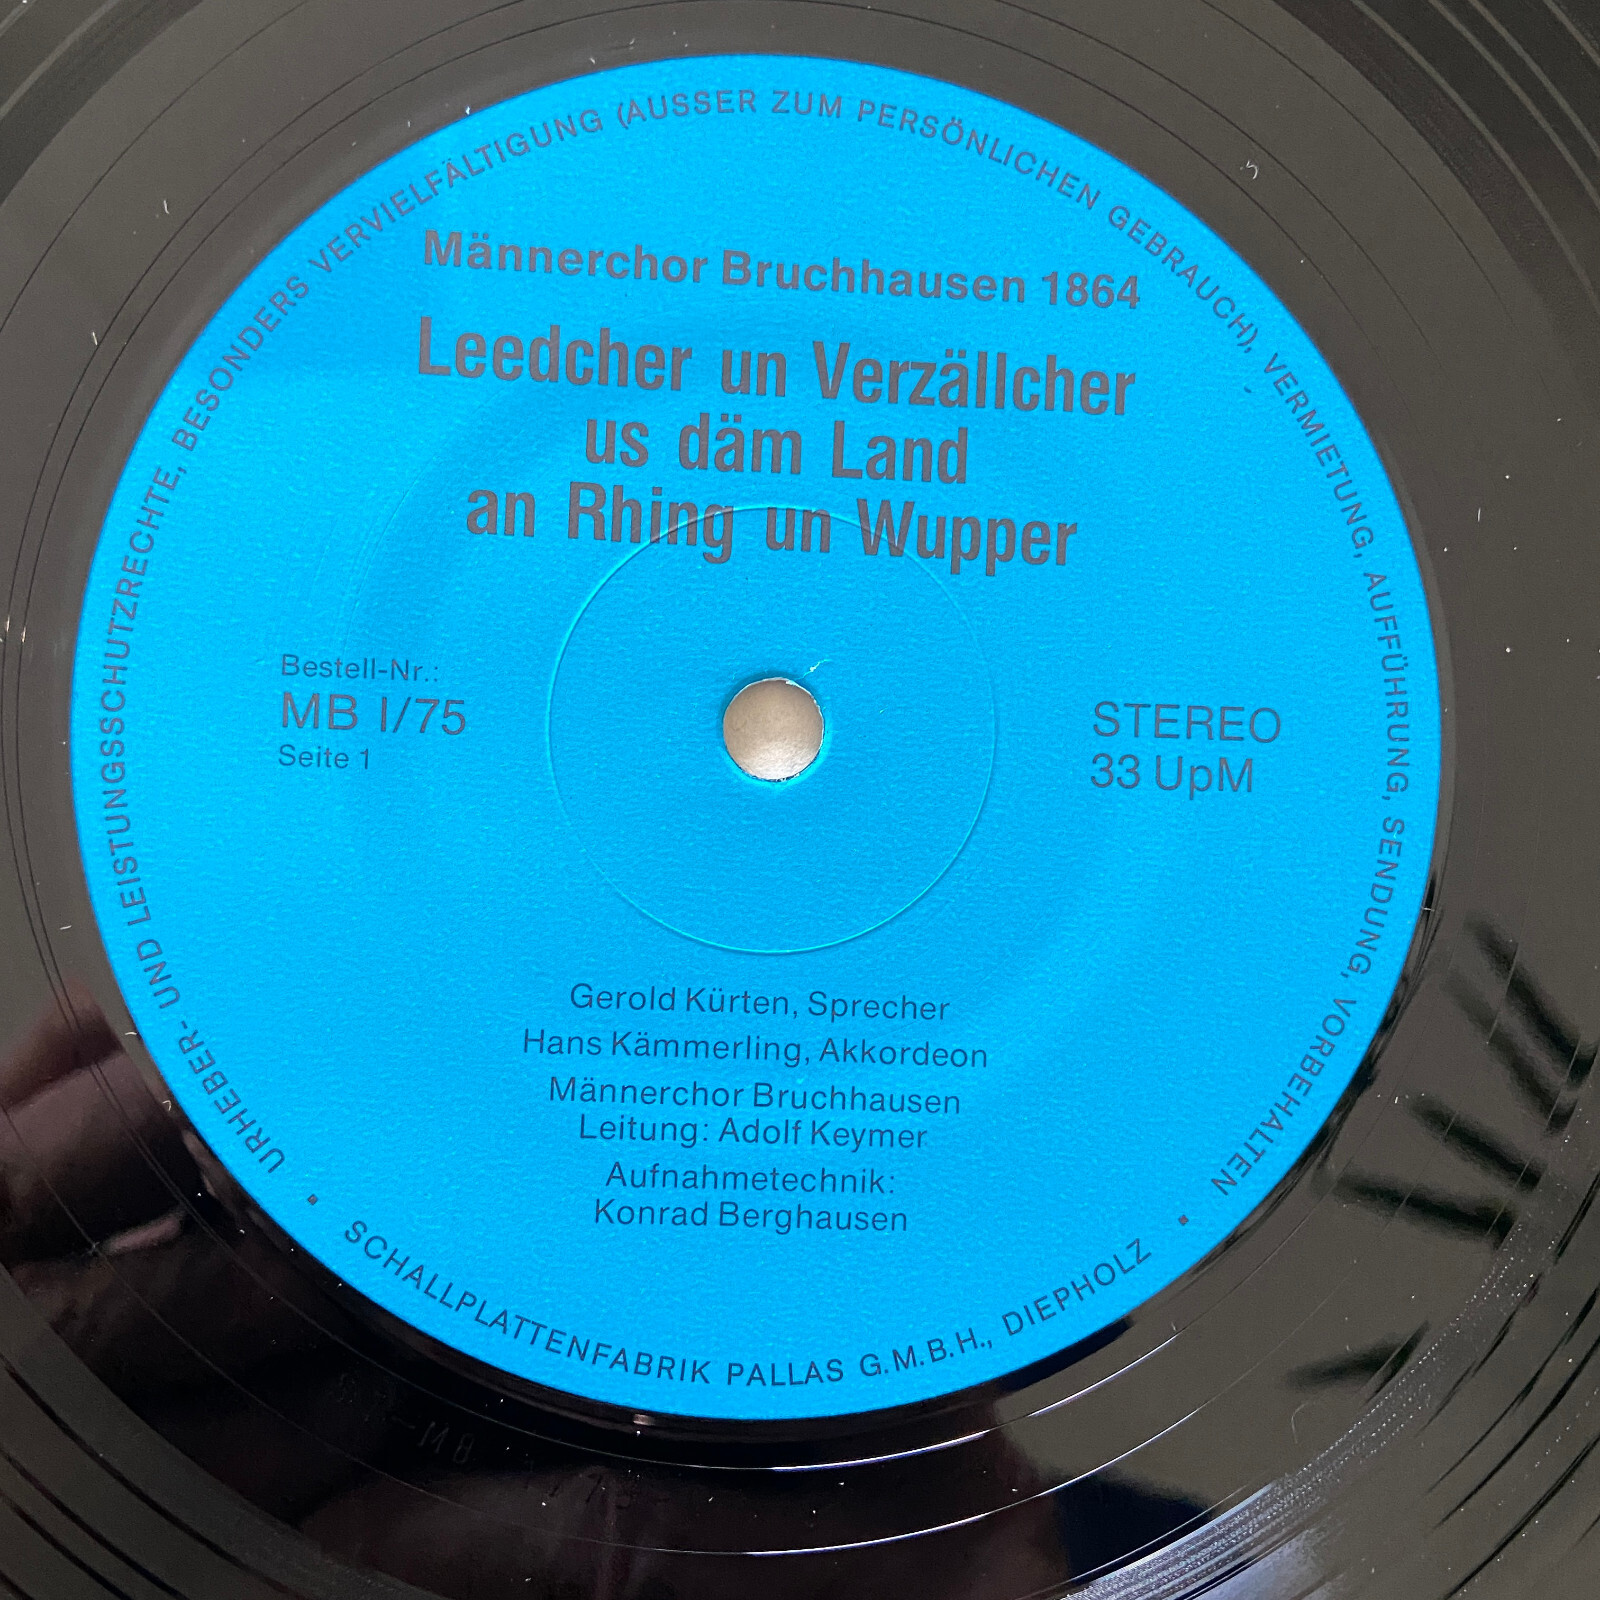 URHEBER- UND LEISTUNGSSCHUTZRECHTE, BESONDERS VERVIELFÄLTIGUNG (AUSSER ZUM PERSÖNLICHEN GEBRAUCH), VERMIETUNG, AUFFÜHRUNG, SENDUNG, VORBEHALTEN
Männerchor Bruchhausen 1864
Leedcher un Verzällcher
us däm Land
an Rhing un Wupper
Bestell-Nr.:
MB I/75
Seite 1
STEREO
33 UpM
Gerold Kürten, Sprecher
Hans Kämmerling, Akkordeon
Männerchor Bruchhausen
Leitung: Adolf Keymer
Aufnahmetechnik:
Konrad Berghausen
• SCHALLPLATTENFABRIK PALLAS G.M.B.H., DIEPHOLZ •